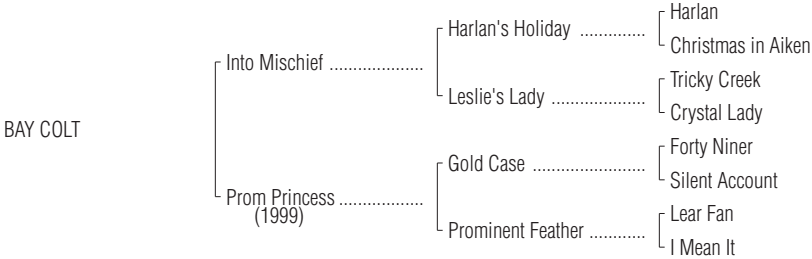 Harlan
Harlan's Holiday ..............
Christmas in Aiken
Into Mischief ....................
Tricky Creek
Leslie's Lady ....................
Crystal Lady
BAY COLT
Forty Niner
Gold Case ........................
Silent Account
Prom Princess ..................
(1999)
Lear Fan
Prominent Feather ............
I Mean It